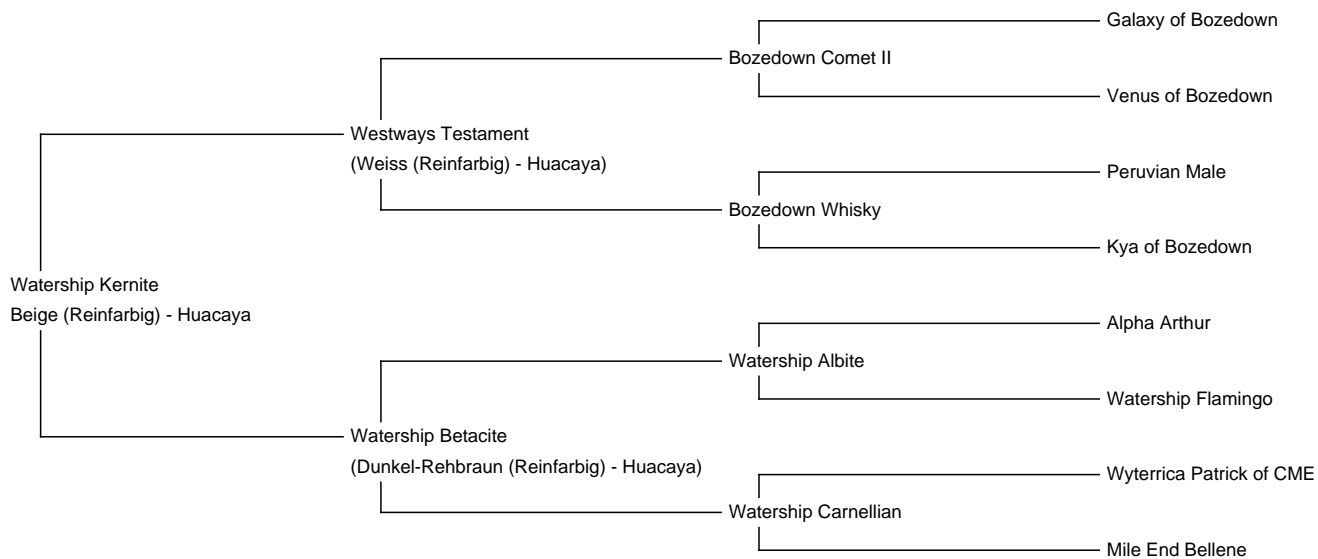 Galaxy of Bozedown
Bozedown Comet II
Venus of Bozedown
Westways Testament
(Weiss (Reinfarbig) - Huacaya)
Peruvian Male
Bozedown Whisky
Kya of Bozedown
Watership Kernite
Beige (Reinfarbig) - Huacaya
Alpha Arthur
Watership Albite
Watership Flamingo
Watership Betacite
(Dunkel-Rehbraun (Reinfarbig) - Huacaya)
Wyterrica Patrick of CME
Watership Carnellian
Mile End Bellene